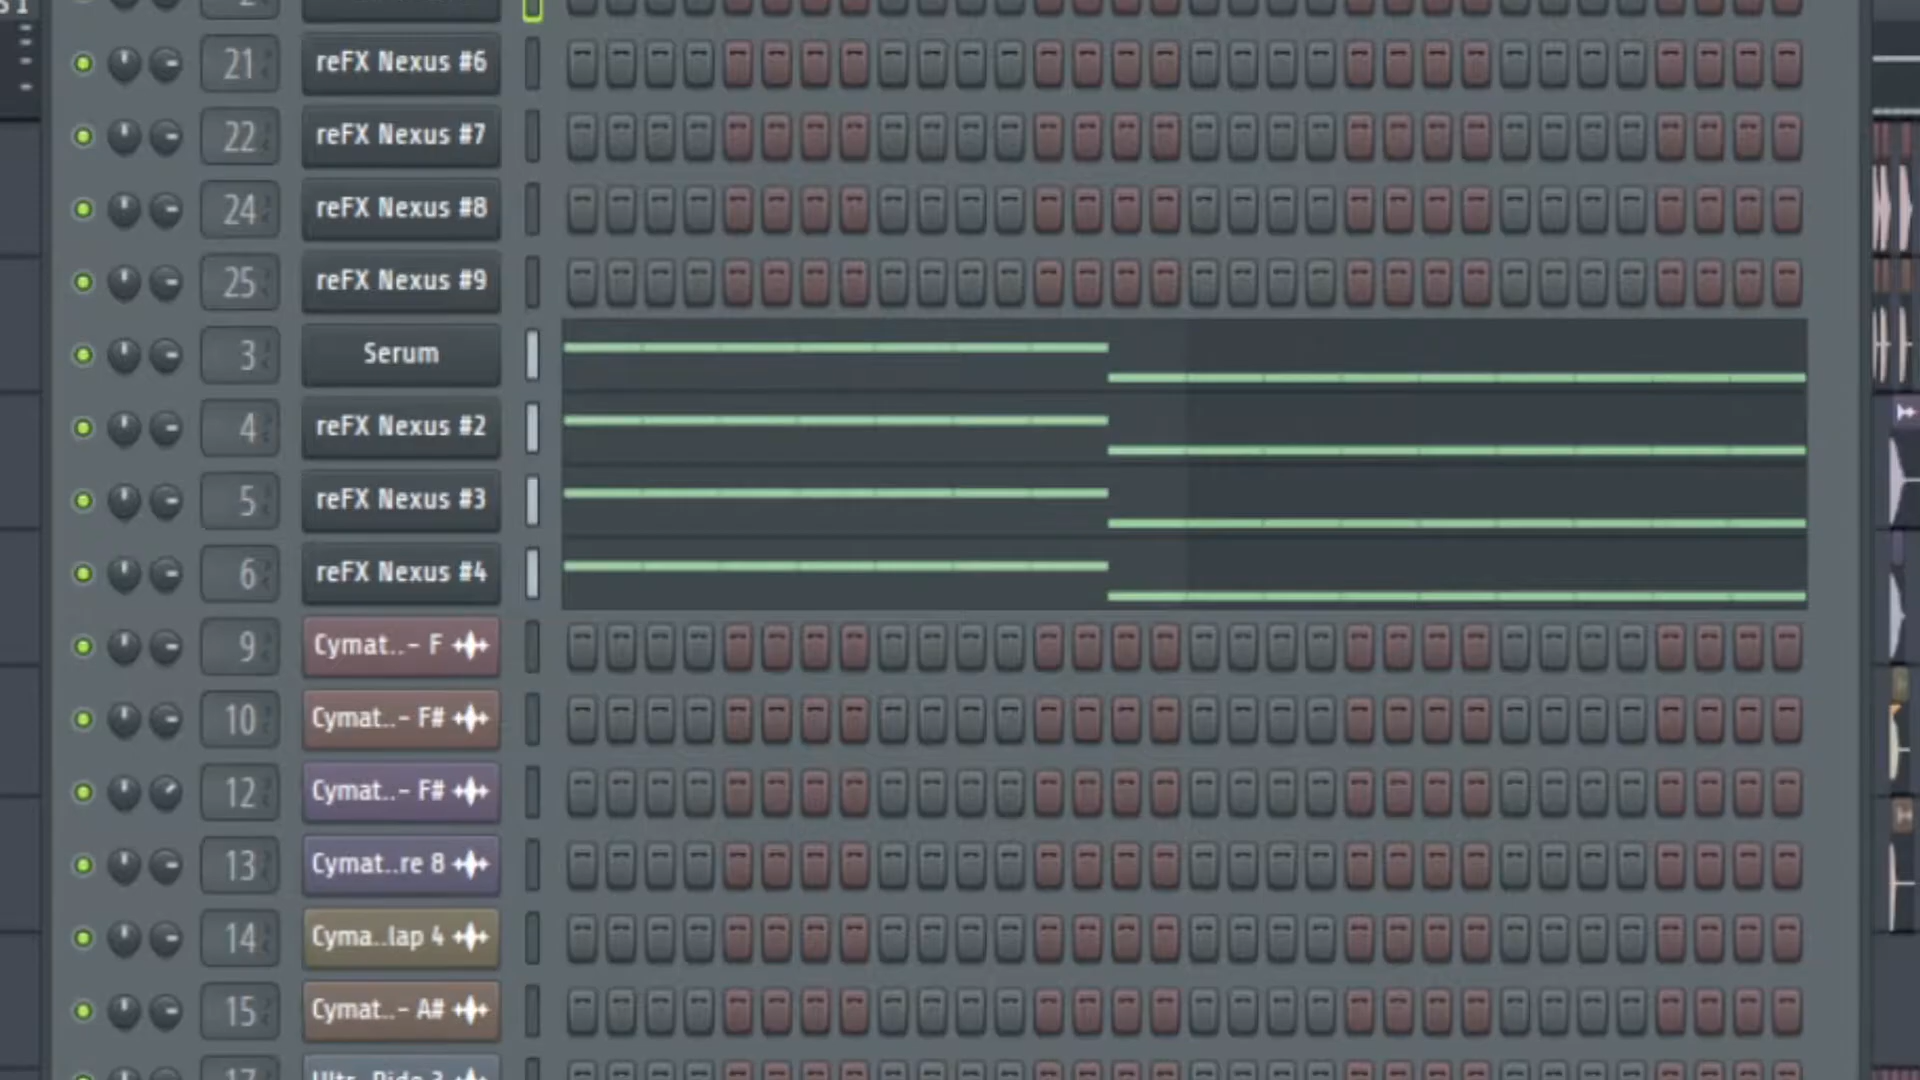 21 reFX Nexus #6
22 reFX Nexus #7
24 reFX Nexus #8
25 reFX Nexus #9
3 Serum
4 reFX Nexus #2
5 reFX Nexus #3
6 reFX Nexus #4
9 Cymat..- F
10 Cymat..- F#
12 Cymat..- F#
13 Cymat..re 8
14 Cyma..lap 4
15 Cymat..- A#
17